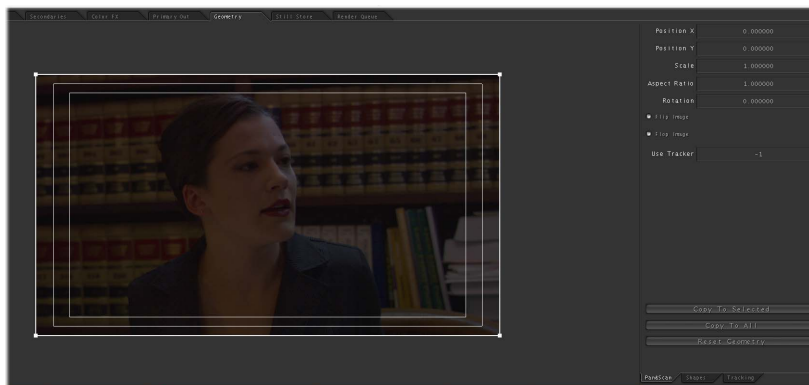 Secondaries Color FX Primary Out Geometry Still Store Render Queue
Position X 0.000000
Position Y 0.000000
Scale 1.000000
Aspect Ratio 1.000000
Rotation 0.000000
Flip Image
Flop Image
Use Tracker -1
Copy To Selected
Copy To All
Reset Geometry
Pan&Scan Shapes Tracking